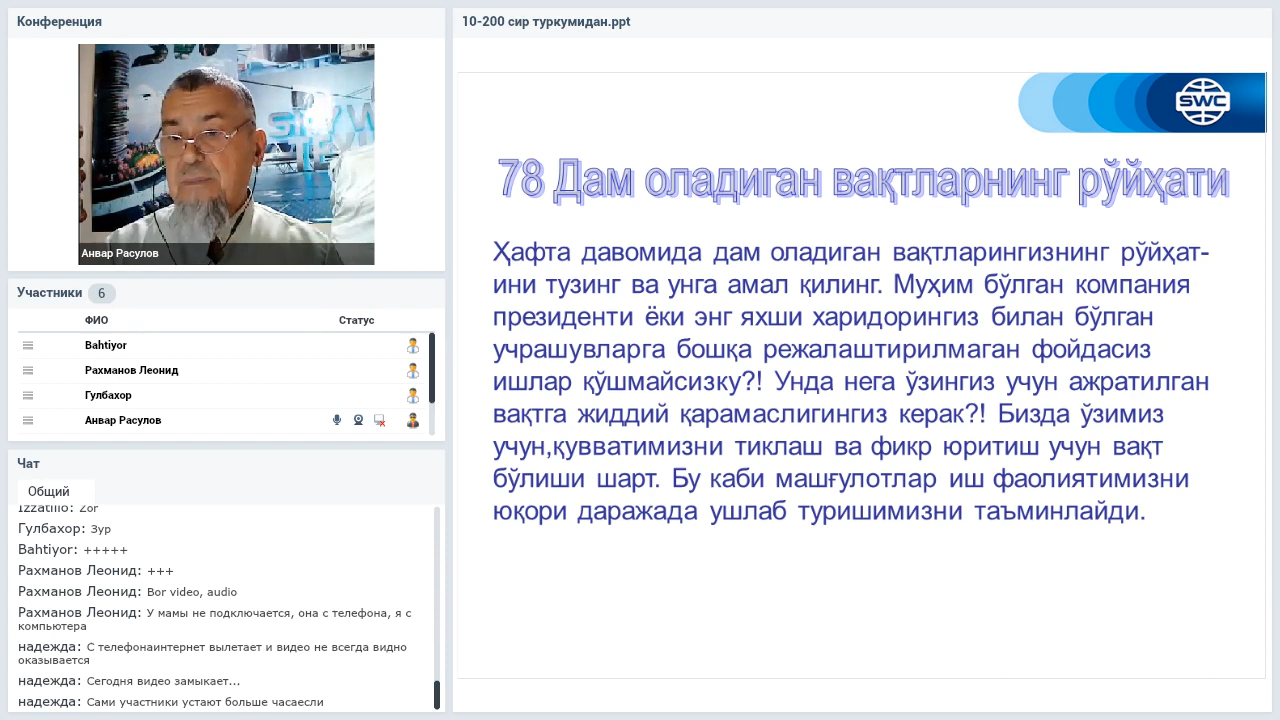 Конференция
Анвар Расулов
Участники 6
ФИО Статус
Bahtiyor
Рахманов Леонид
Гулбахор
Анвар Расулов
Чат
Общий
Izzatillo: Zor
Гулбахор: Зур
Bahtiyor: +++++
Рахманов Леонид: +++
Рахманов Леонид: Bor video, audio
Рахманов Леонид: У мамы не подключается, она с телефона, я с
компьютера
надежда: С телефонаинтернет вылетает и видео не всегда видно
оказывается
надежда: Сегодня видео замыкает...
надежда: Сами участники устают больше часаесли
10-200 сир туркумидан.ppt
SWC
78 Дам оладиган вақтларнинг рўйҳати
Ҳафта давомида дам оладиган вақтларингизнинг рўйҳат-
ини тузинг ва унга амал қилинг. Муҳим бўлган компания
президенти ёки энг яхши харидорингиз билан бўлган
учрашувларга бошқа режалаштирилмаган фойдасиз
ишлар қўшмайсизку?! Унда нега ўзингиз учун ажратилган
вақтга жиддий қарамаслигингиз керак?! Бизда ўзимиз
учун,қувватимизни тиклаш ва фикр юритиш учун вақт
бўлиши шарт. Бу каби машғулотлар иш фаолиятимизни
юқори даражада ушлаб туришимизни таъминлайди.